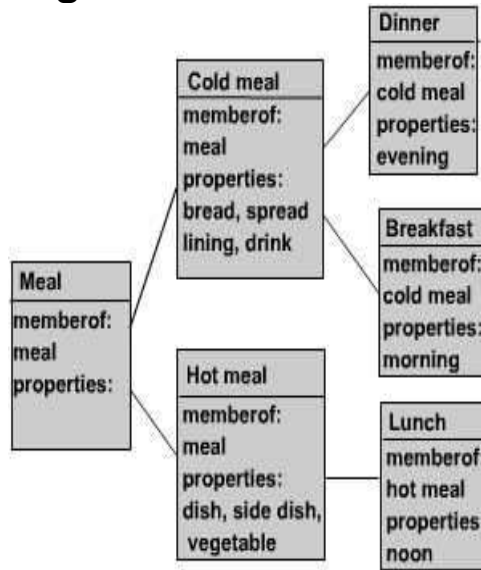 Meal
memberof:
meal
properties:
Cold meal
memberof:
meal
properties:
bread, spread
lining, drink
Hot meal
memberof:
meal
properties:
dish, side dish,
vegetable
Dinner
memberof:
cold meal
properties:
evening
Breakfast
memberof:
cold meal
properties:
morning
Lunch
memberof
hot meal
properties
noon